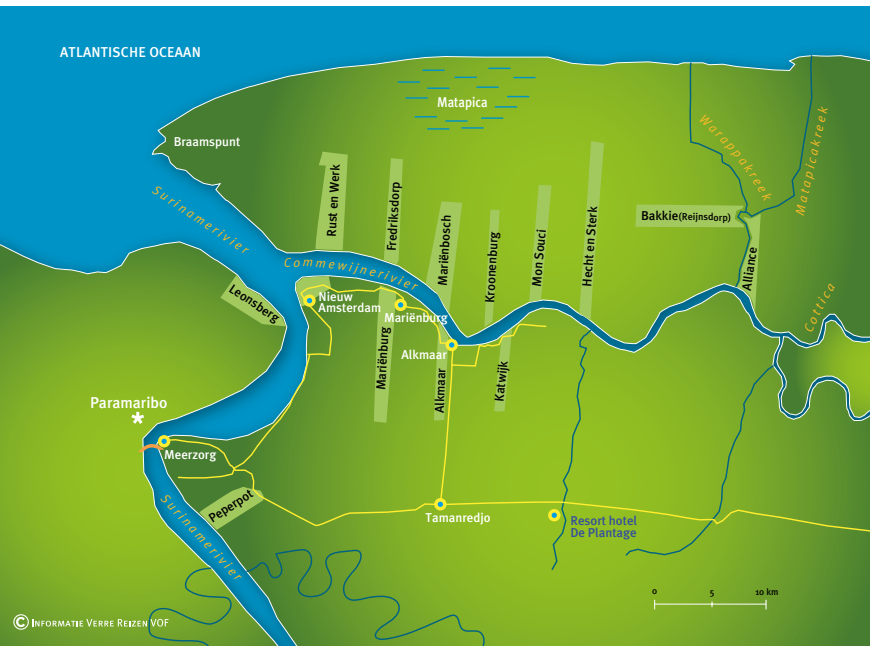 ATLANTISCHE OCEAAN
Matapica
Braamspunt
Warappakreek
Matapicakreek
Surinamerivier
Rust en Werk
Fredriksdorp
Mariënbosch
Kroonenburg
Mon Souci
Hecht en Sterk
Bakkie(Reijnsdorp)
Alliance
Commewijnerivier
Cottica
Leonsberg
Nieuw
Amsterdam
Mariënburg
Mariënburg
Alkmaar
Alkmaar
Katwijk
Paramaribo
*
Meerzorg
Peperpot
Surinamerivier
Tamanredjo
Resort hotel
De Plantage
0 5 10 km
© INFORMATIE VERRE REIZEN VOF